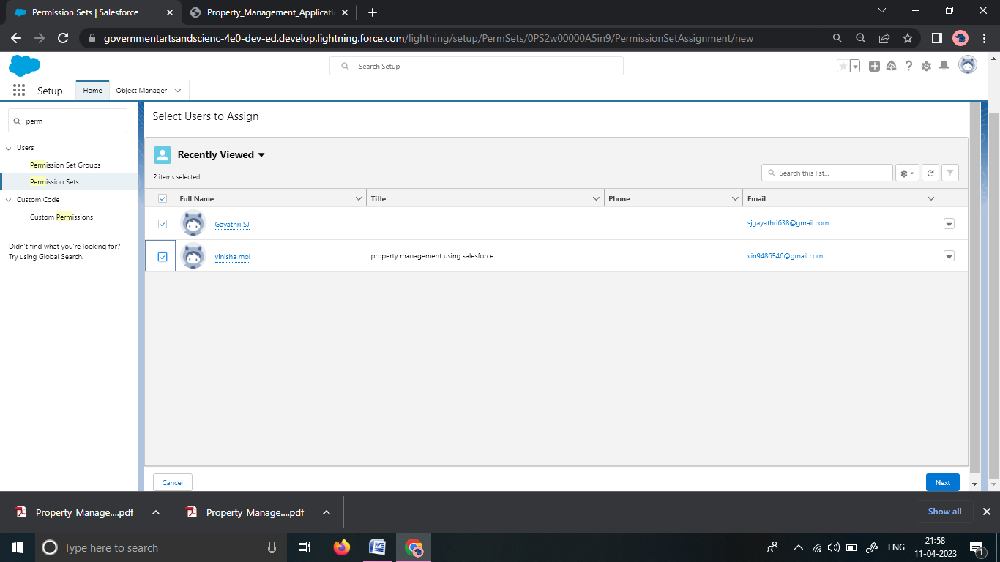 Permission Sets | Salesforce
Property_Management_Applicati
governmentartsandscienc-4e0-dev-ed.develop.lightning.force.com/lightning/setup/PermSets/0PS2w00000A5in9/PermissionSetAssignment/new
Search Setup
Setup
Home
Object Manager
perm
Users
Permission Set Groups
Permission Sets
Custom Code
Custom Permissions
Didn't find what you're looking for?
Try using Global Search.
Select Users to Assign
Recently Viewed
2 items selected
Search this list...
Full Name Title Phone Email
Gayathri SJ sjgayathri638@gmail.com
vinisha mol property management using salesforce vin9486546@gmail.com
Cancel
Next
Property_Manage....pdf
Property_Manage....pdf
Show all
Type here to search
ENG
21:58
11-04-2023
1